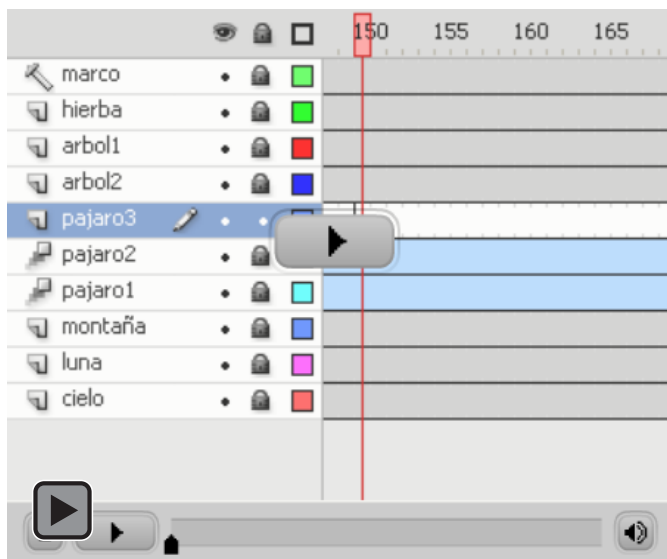 150 155 160 165
marco
hierba
arbol1
arbol2
pajaro3
pajaro2
pajaro1
montaña
luna
cielo